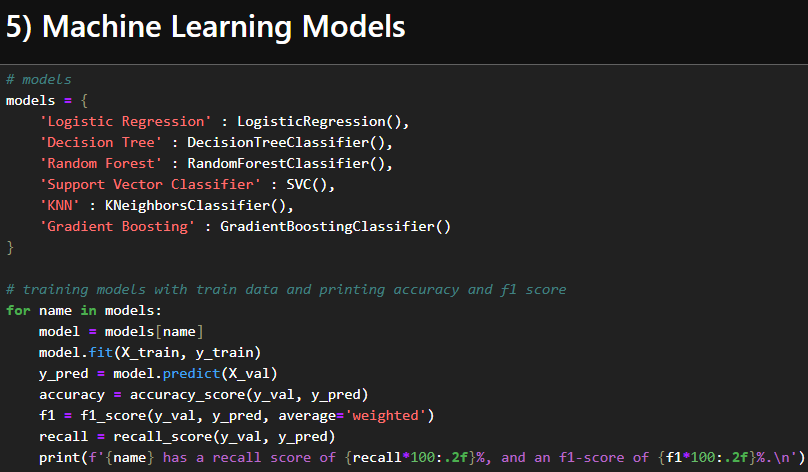 5) Machine Learning Models
# models
models = {
    'Logistic Regression' : LogisticRegression(),
    'Decision Tree' : DecisionTreeClassifier(),
    'Random Forest' : RandomForestClassifier(),
    'Support Vector Classifier' : SVC(),
    'KNN' : KNeighborsClassifier(),
    'Gradient Boosting' : GradientBoostingClassifier()
}
# training models with train data and printing accuracy and f1 score
for name in models:
    model = models[name]
    model.fit(X_train, y_train)
    y_pred = model.predict(X_val)
    accuracy = accuracy_score(y_val, y_pred)
    f1 = f1_score(y_val, y_pred, average='weighted')
    recall = recall_score(y_val, y_pred)
    print(f'{name} has a recall score of {recall*100:.2f}%, and an f1-score of {f1*100:.2f}%.\n')